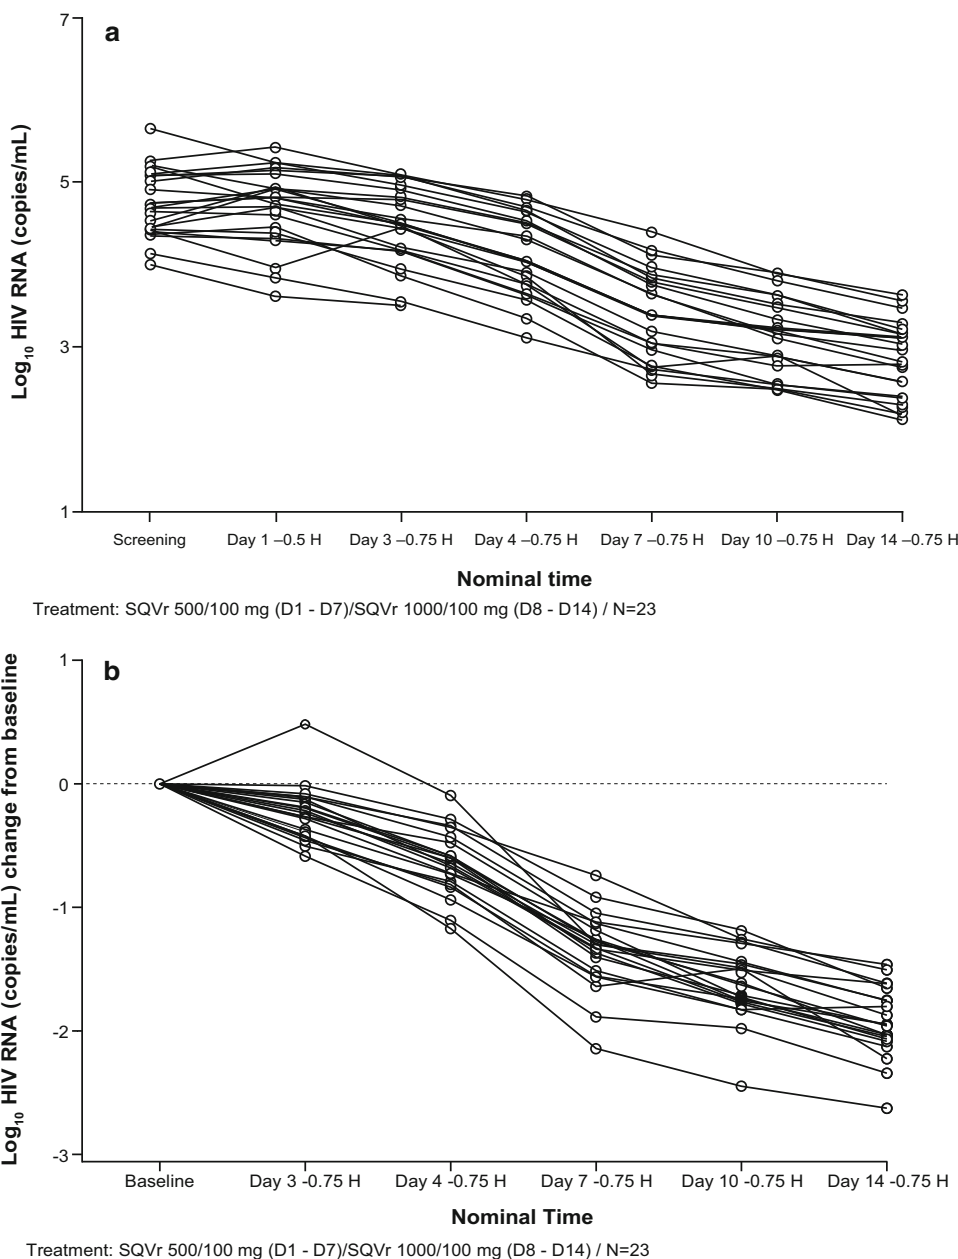 a
7
5
3
1
Log10 HIV RNA (copies/mL)
Screening Day 1 –0.5 H Day 3 –0.75 H Day 4 –0.75 H Day 7 –0.75 H Day 10 –0.75 H Day 14 –0.75 H
Nominal time
Treatment: SQVr 500/100 mg (D1 - D7)/SQVr 1000/100 mg (D8 - D14) / N=23
b
1
0
-1
-2
-3
Log10 HIV RNA (copies/mL) change from baseline
Baseline Day 3 -0.75 H Day 4 -0.75 H Day 7 -0.75 H Day 10 -0.75 H Day 14 -0.75 H
Nominal Time
Treatment: SQVr 500/100 mg (D1 - D7)/SQVr 1000/100 mg (D8 - D14) / N=23